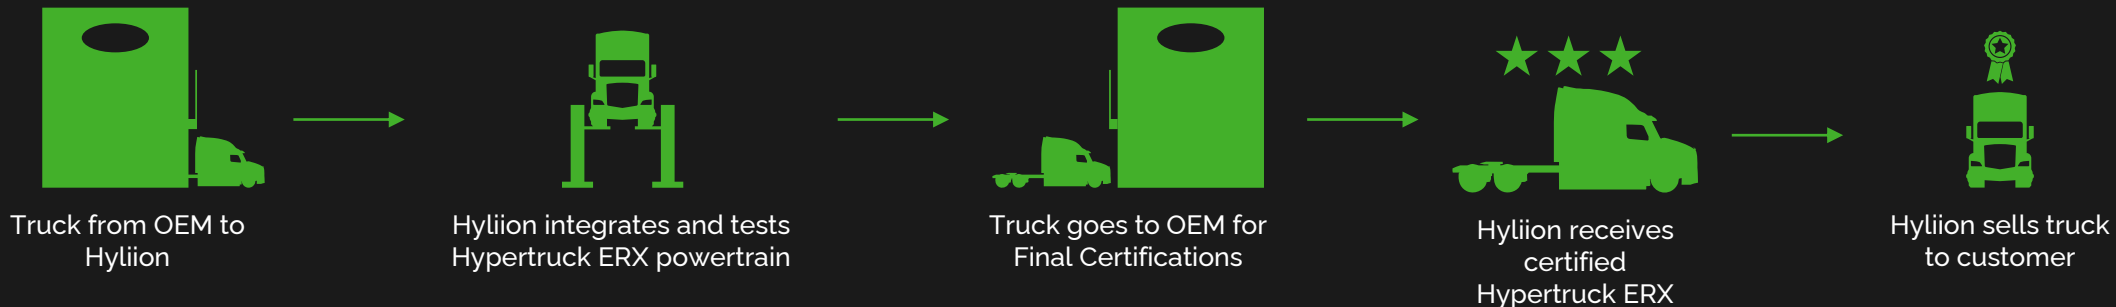 Truck from OEM to
Hyliion
Hyliion integrates and tests
Hypertruck ERX powertrain
Truck goes to OEM for
Final Certifications
Hyliion receives
certified
Hypertruck ERX
Hyliion sells truck
to customer